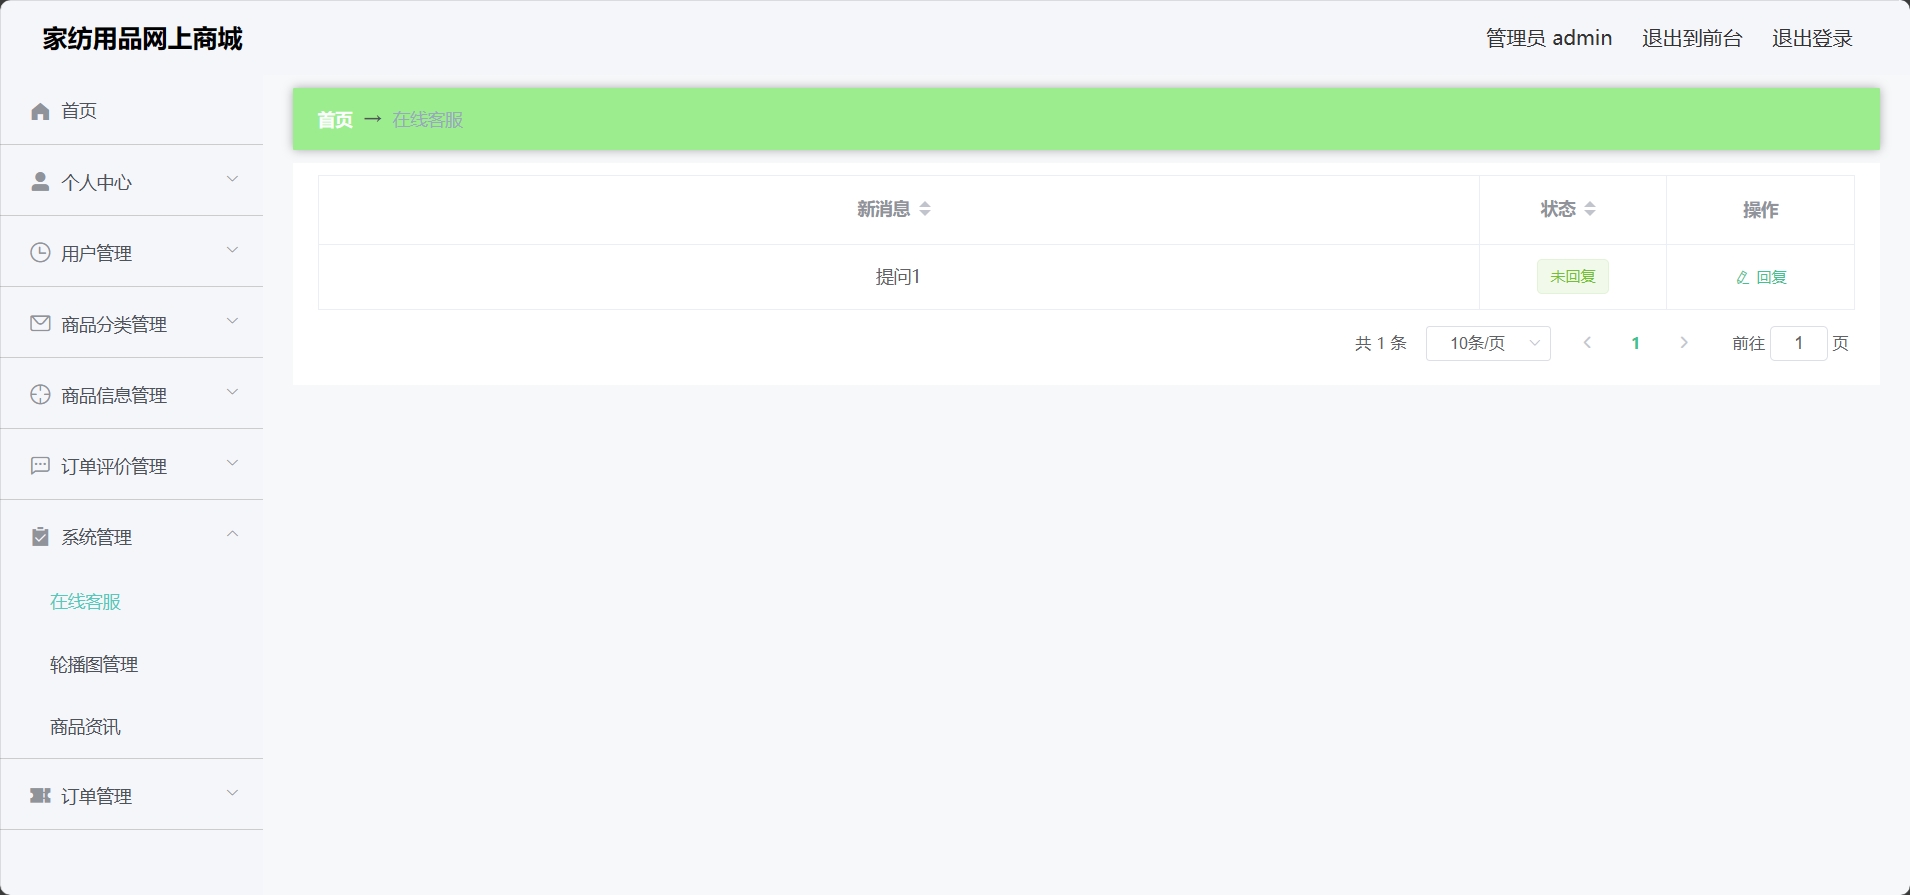 家纺用品网上商城
管理员 admin 退出到前台 退出登录
首页
个人中心
用户管理
商品分类管理
商品信息管理
订单评价管理
系统管理
在线客服
轮播图管理
商品资讯
订单管理
首页 → 在线客服
新消息 状态 操作
提问1 未回复 回复
共 1 条 10条/页 1 前往 1 页